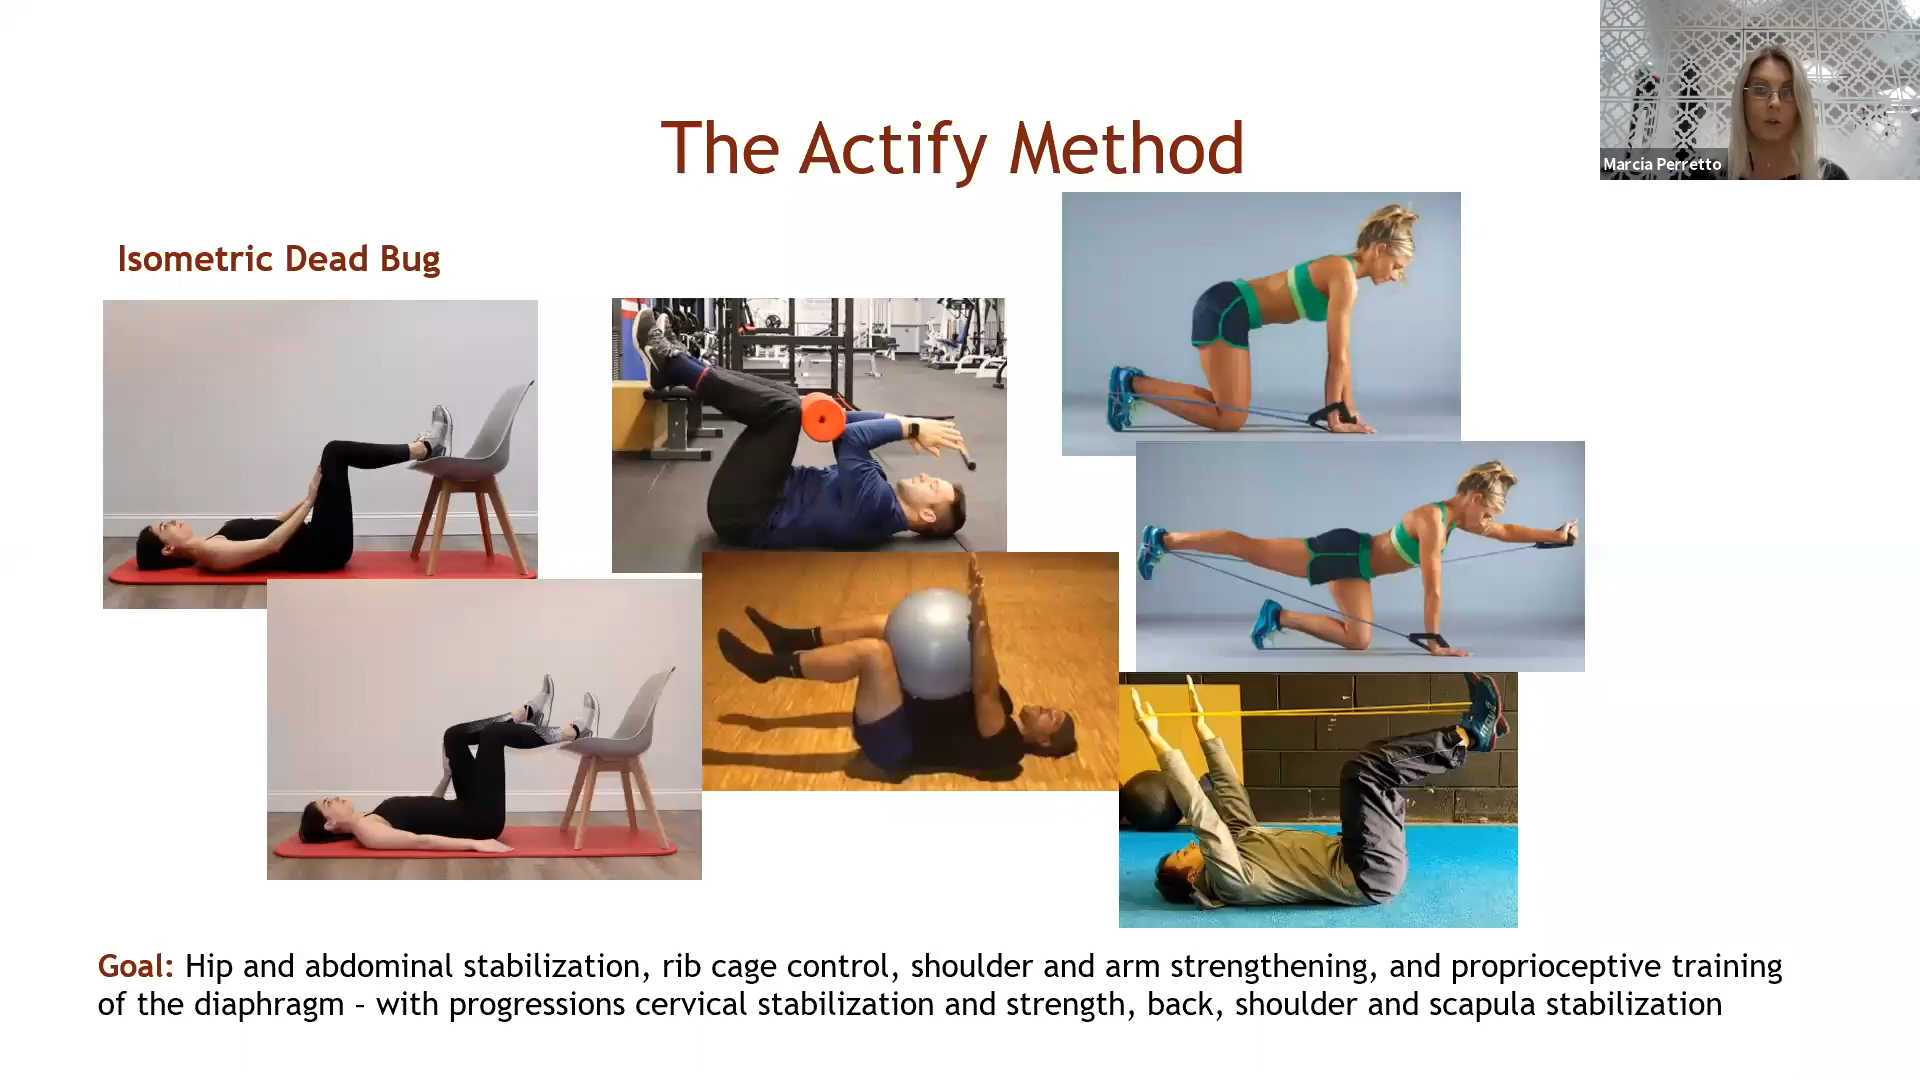 The Actify Method
Marcia Perretto
Isometric Dead Bug
Goal: Hip and abdominal stabilization, rib cage control, shoulder and arm strengthening, and proprioceptive training
of the diaphragm – with progressions cervical stabilization and strength, back, shoulder and scapula stabilization